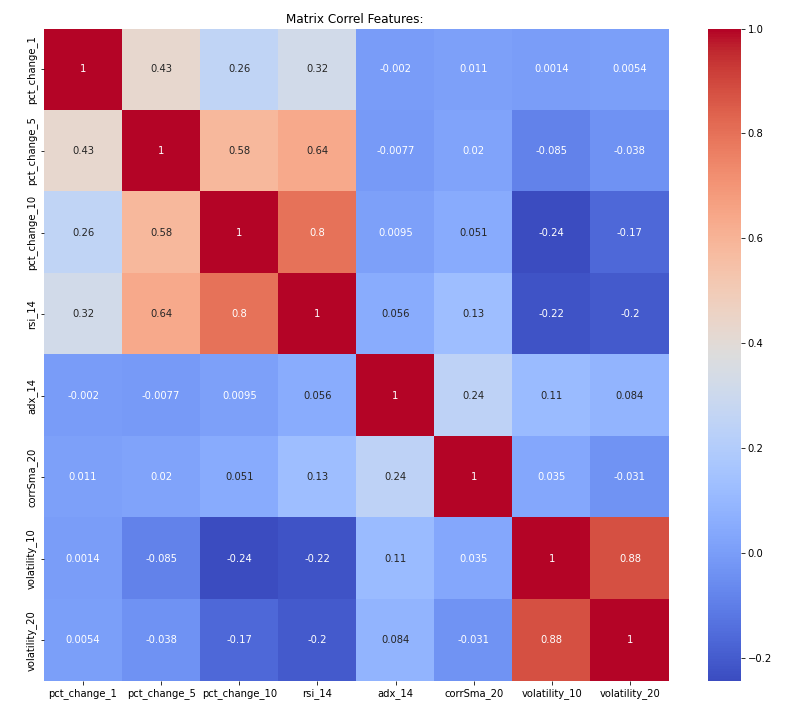 Matrix Correl Features:
pct_change_1 1 0.43 0.26 0.32 -0.002 0.011 0.0014 0.0054
pct_change_5 0.43 1 0.58 0.64 -0.0077 0.02 -0.085 -0.038
pct_change_10 0.26 0.58 1 0.8 0.0095 0.051 -0.24 -0.17
rsi_14 0.32 0.64 0.8 1 0.056 0.13 -0.22 -0.2
adx_14 -0.002 -0.0077 0.0095 0.056 1 0.24 0.11 0.084
corrSma_20 0.011 0.02 0.051 0.13 0.24 1 0.035 -0.031
volatility_10 0.0014 -0.085 -0.24 -0.22 0.11 0.035 1 0.88
volatility_20 0.0054 -0.038 -0.17 -0.2 0.084 -0.031 0.88 1
pct_change_1 pct_change_5 pct_change_10 rsi_14 adx_14 corrSma_20 volatility_10 volatility_20
1.0
0.8
0.6
0.4
0.2
0.0
−0.2